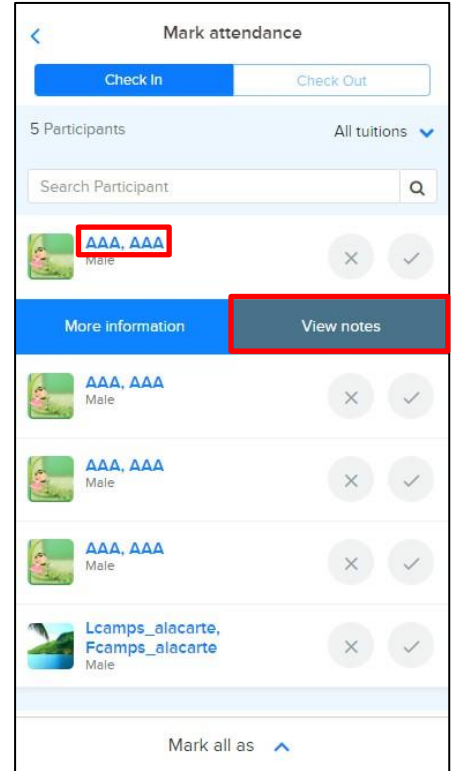 Mark attendance
Check In
Check Out
5 Participants
All tuitions
Search Participant
AAA, AAA
Male
More information
View notes
AAA, AAA
Male
AAA, AAA
Male
AAA, AAA
Male
Lcamps_alacarte,
Fcamps_alacarte
Male
Mark all as